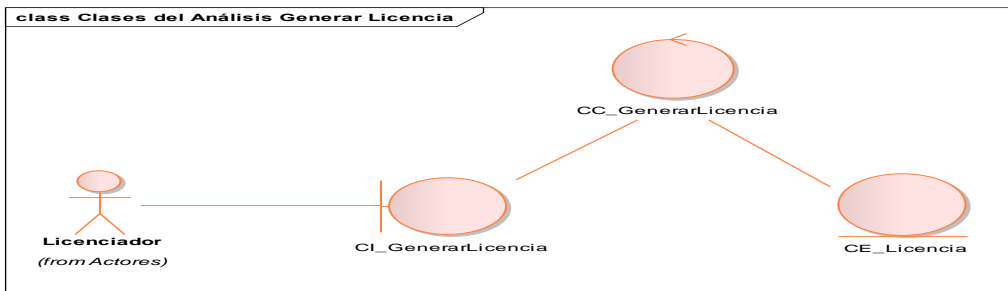 class Clases del Análisis Generar Licencia
CC_GenerarLicencia
Licenciador
(from Actores)
CI_GenerarLicencia
CE_Licencia